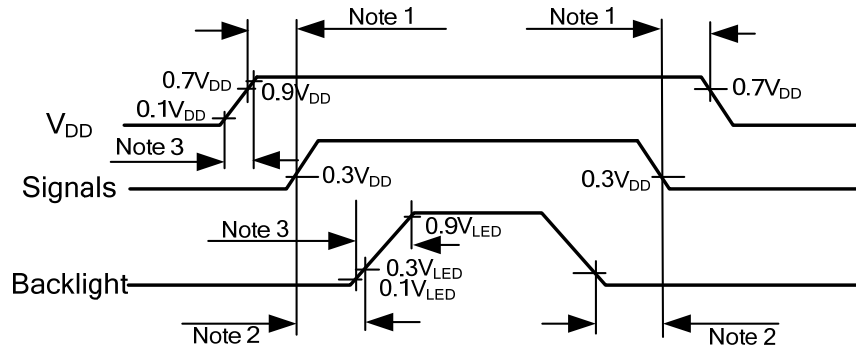 Note 1
Note 1
0.7VDD
0.9VDD
0.7VDD
0.1VDD
VDD
Note 3
Signals
0.3VDD
0.3VDD
Note 3
0.9VLED
0.3VLED
0.1VLED
Backlight
Note 2
Note 2